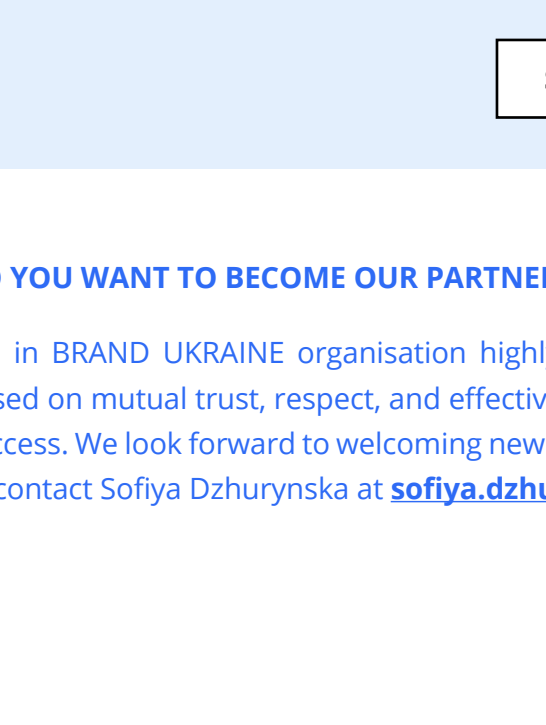 YOU WANT TO BECOME OUR PARTNE
in BRAND UKRAINE organisation highl
sed on mutual trust, respect, and effectiv
ccess. We look forward to welcoming new
contact Sofiya Dzhurynska at sofiya.dzhu